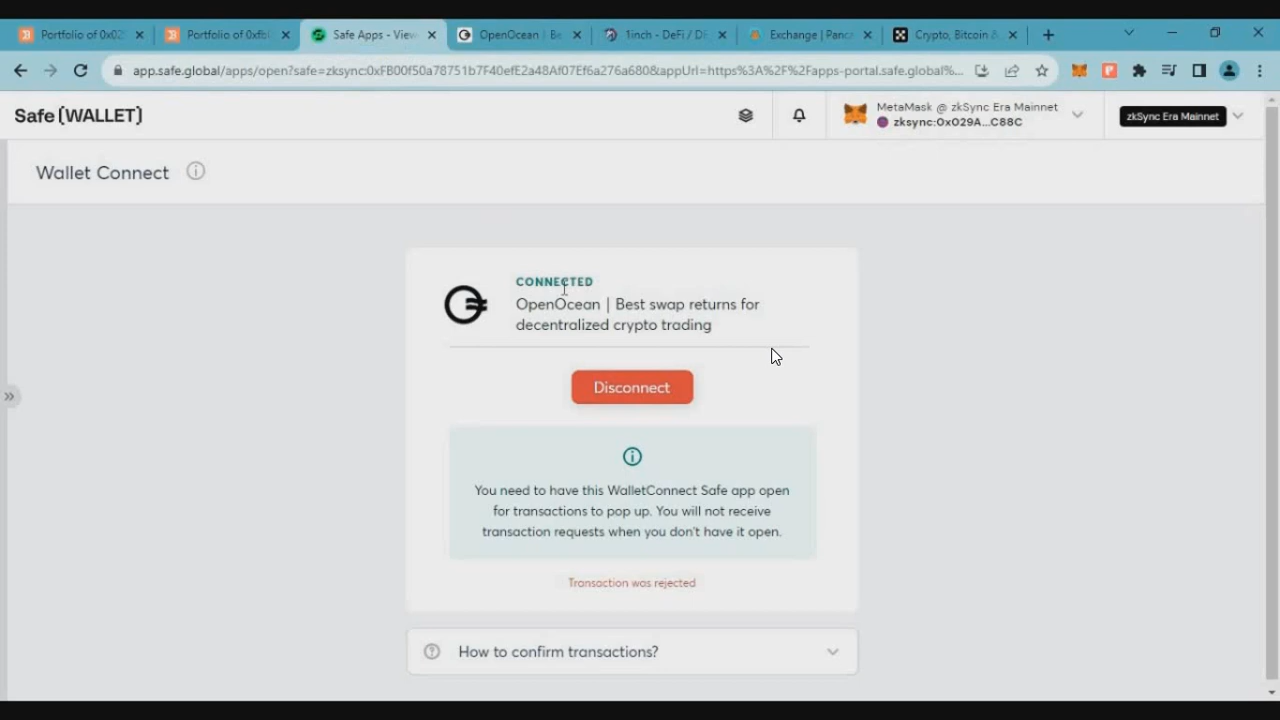 Portfolio of 0x02
Portfolio of 0xfb
Safe Apps - View
OpenOcean | Be
1inch - DeFi / DE
Exchange | Panca
Crypto, Bitcoin &
app.safe.global/apps/open?safe=zksync:0xFB00f50a78751b7F40efE2a48Af07Ef6a276a680&appUrl=https%3A%2F%2Fapps-portal.safe.global%...
Safe{WALLET}
MetaMask @ zkSync Era Mainnet
zksync:0x029A...C88C
zkSync Era Mainnet
Wallet Connect
CONNECTED
OpenOcean | Best swap returns for
decentralized crypto trading
Disconnect
You need to have this WalletConnect Safe app open
for transactions to pop up. You will not receive
transaction requests when you don't have it open.
Transaction was rejected
How to confirm transactions?